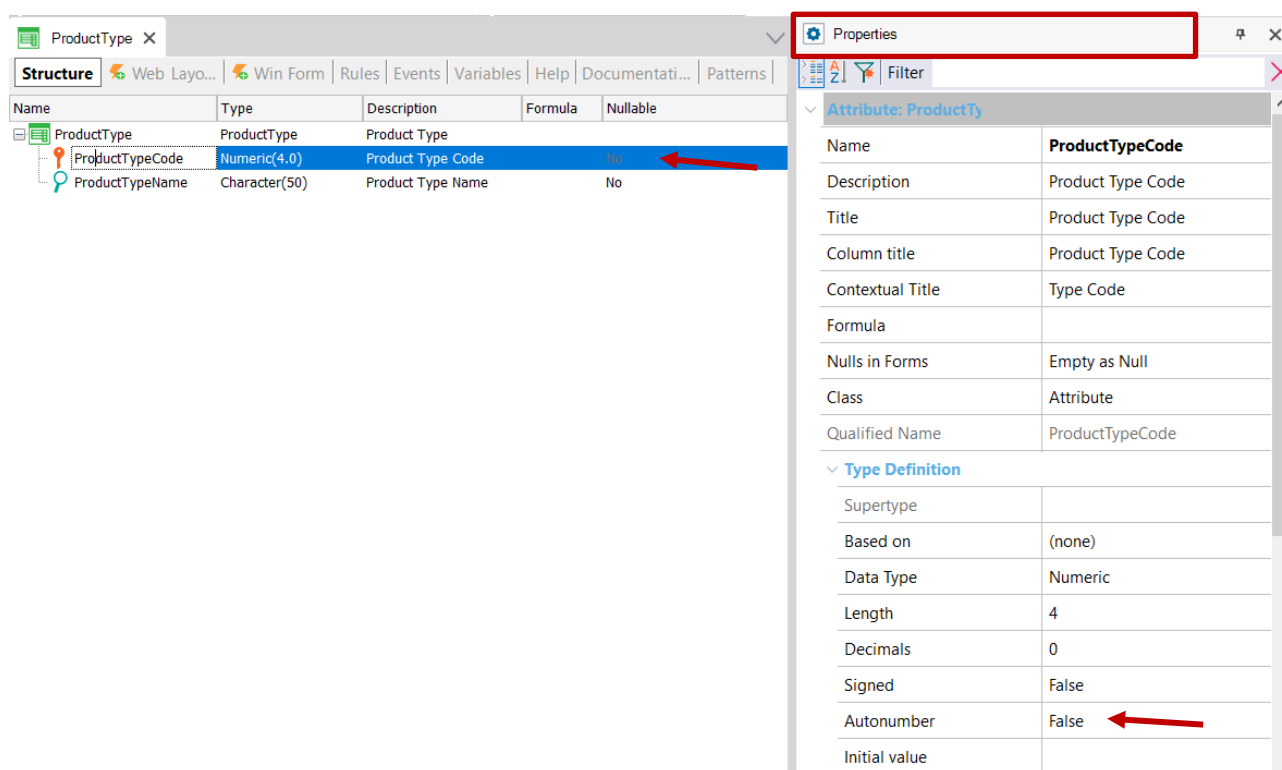 ProductType
Structure Web Layo... Win Form Rules Events Variables Help Documentati... Patterns
Name Type Description Formula Nullable
ProductType ProductType Product Type
ProductTypeCode Numeric(4.0) Product Type Code No
ProductTypeName Character(50) Product Type Name No
Properties
Filter
Attribute: ProductTy
Name ProductTypeCode
Description Product Type Code
Title Product Type Code
Column title Product Type Code
Contextual Title Type Code
Formula
Nulls in Forms Empty as Null
Class Attribute
Qualified Name ProductTypeCode
Type Definition
Supertype
Based on (none)
Data Type Numeric
Length 4
Decimals 0
Signed False
Autonumber False
Initial value